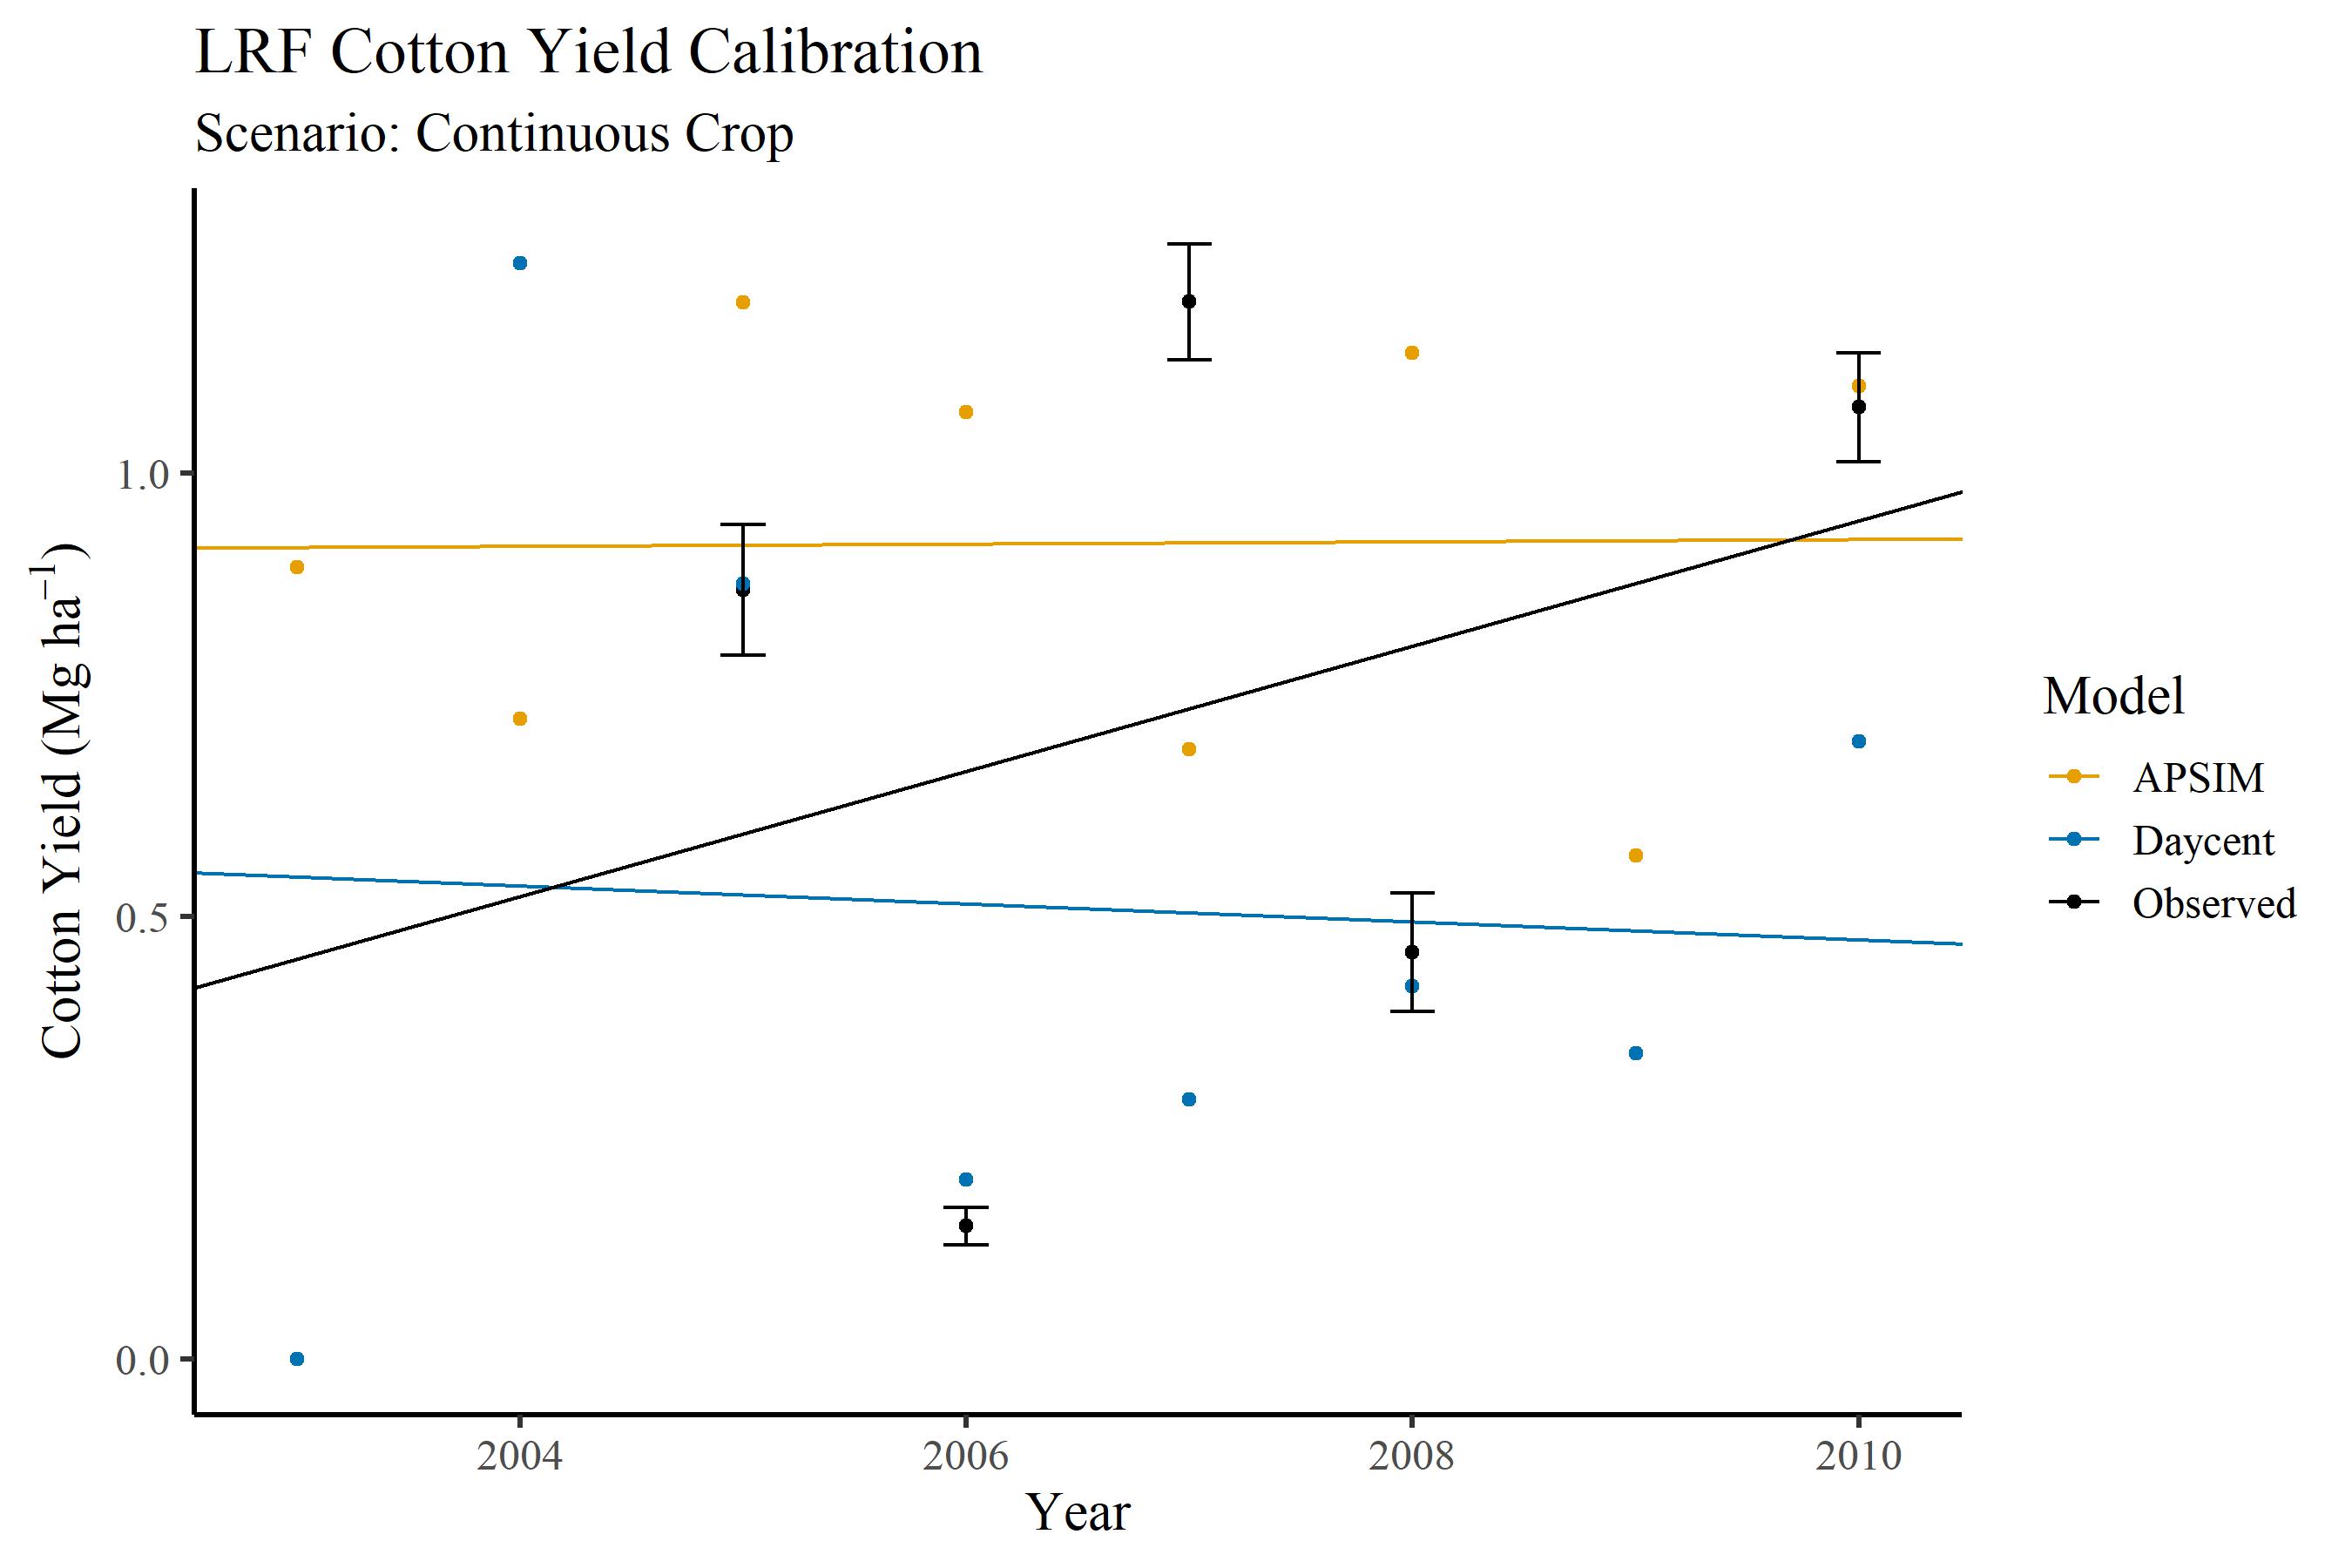 LRF Cotton Yield Calibration
Scenario: Continuous Crop
Cotton Yield (Mg ha⁻¹)
1.0
0.5
0.0
2004
2006
2008
2010
Year
Model
APSIM
Daycent
Observed